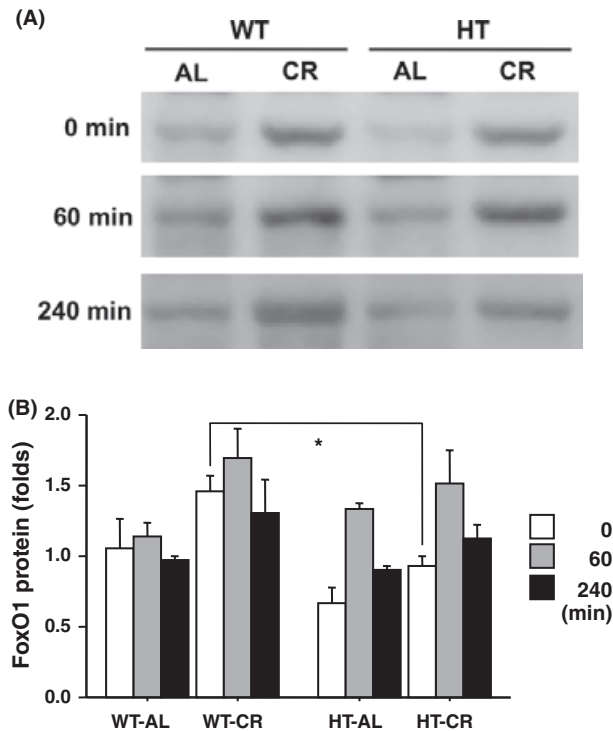 (A)
WT HT
AL CR AL CR
0 min
60 min
240 min
(B)
2.0
1.5
1.0
0.5
0.0
FoxO1 protein (folds)
*
0
60
240
(min)
WT-AL WT-CR HT-AL HT-CR